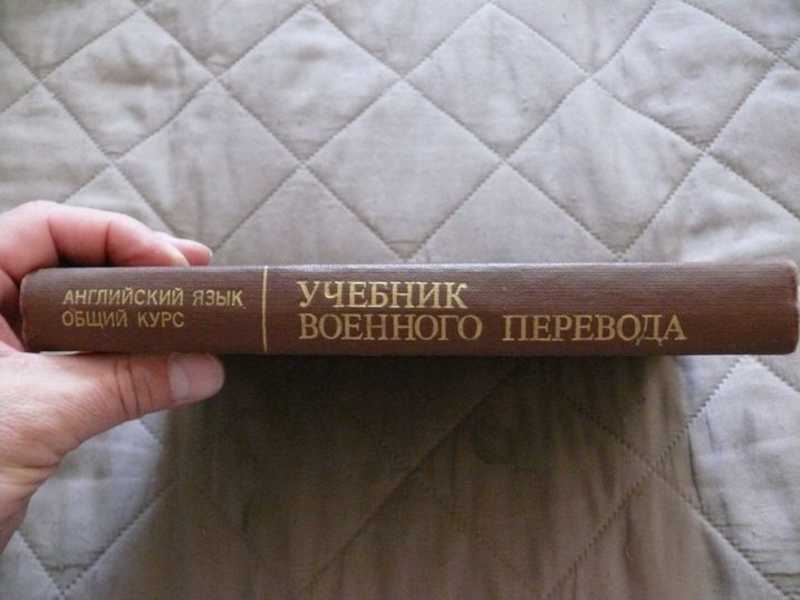 АНГЛИЙСКИЙ ЯЗЫК
ОБЩИЙ КУРС
УЧЕБНИК
ВОЕННОГО ПЕРЕВОДА